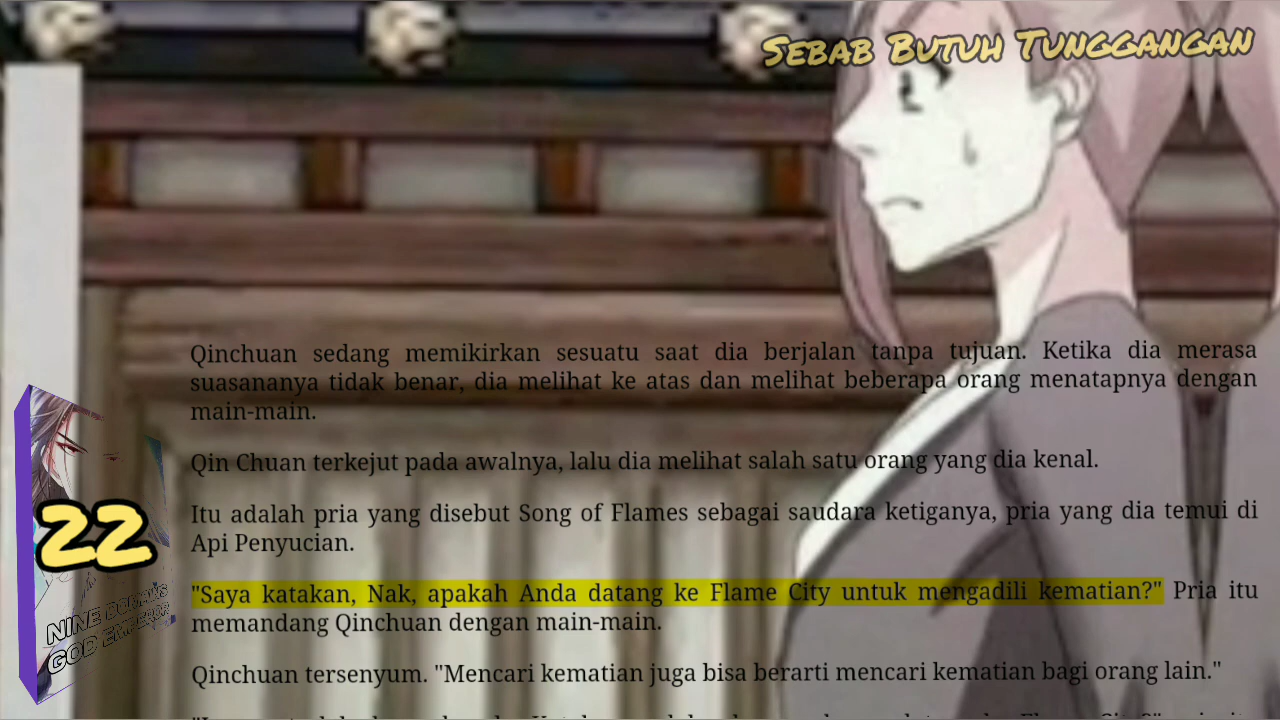 Sebab Butuh Tunggangan
Qinchuan sedang memikirkan sesuatu saat dia berjalan tanpa tujuan. Ketika dia merasa
suasananya tidak benar, dia melihat ke atas dan melihat beberapa orang menatapnya dengan
main-main.
Qin Chuan terkejut pada awalnya, lalu dia melihat salah satu orang yang dia kenal.
Itu adalah pria yang disebut Song of Flames sebagai saudara ketiganya, pria yang dia temui di
Api Penyucian.
"Saya katakan, Nak, apakah Anda datang ke Flame City untuk mengadili kematian?" Pria itu
memandang Qinchuan dengan main-main.
Qinchuan tersenyum. "Mencari kematian juga bisa berarti mencari kematian bagi orang lain."
22
NINE DOMAINS
GOD EMPEROR